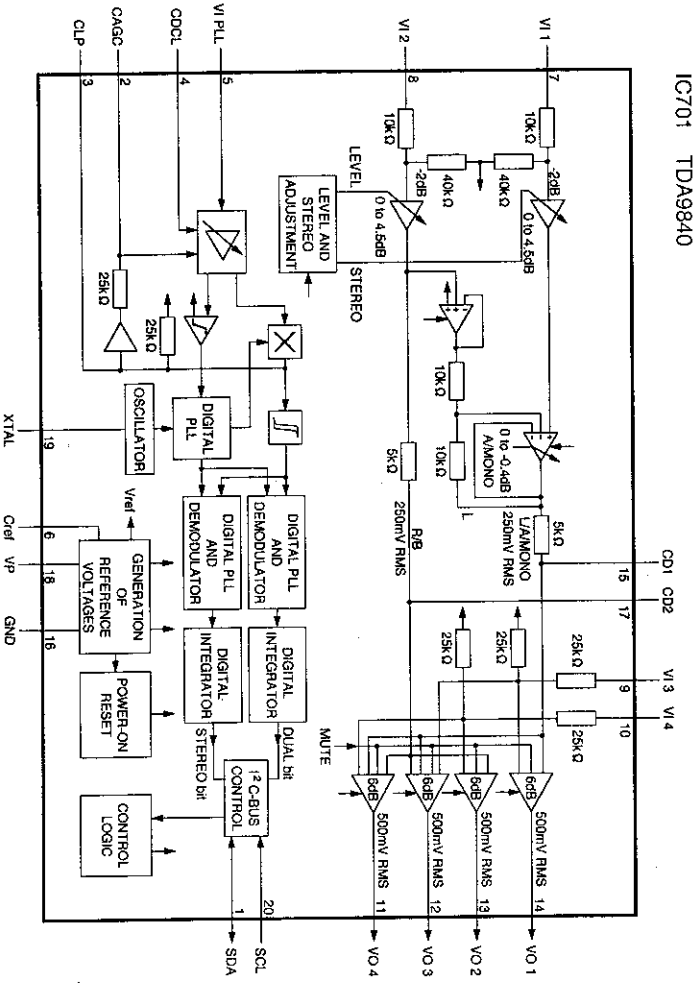 IC701 TDA9840
VI 1
7
10kΩ
-2dB
40kΩ
0 to 4.5dB
VI 2
8
10kΩ
-2dB
40kΩ
0 to 4.5dB
LEVEL
LEVEL AND
STEREO
ADJUSTMENT
STEREO
10kΩ
10kΩ
0 to -0.4dB
A/MONO
L
5kΩ
L/A/MONO
250mV RMS
5kΩ
R/B
250mV RMS
CD1
15
CD2
17
VI 3
9
VI 4
10
25kΩ
25kΩ
25kΩ
25kΩ
MUTE
6dB
500mV RMS
14
VO 1
6dB
500mV RMS
13
VO 2
6dB
500mV RMS
12
VO 3
6dB
500mV RMS
11
VO 4
VI PLL
5
CDCL
4
CAGC
2
CLP
3
25kΩ
25kΩ
DIGITAL
PLL
OSCILLATOR
XTAL
19
DIGITAL PLL
AND
DEMODULATOR
DIGITAL PLL
AND
DEMODULATOR
DIGITAL
INTEGRATOR
DIGITAL-
INTEGRATOR
DUAL bit
STEREO bit
I² C-BUS
CONTROL
20
SCL
1
SDA
Vref
GENERATION
OF
REFERENCE
VOLTAGES
Cref
6
VP
18
GND
16
POWER-ON
RESET
CONTROL
LOGIC